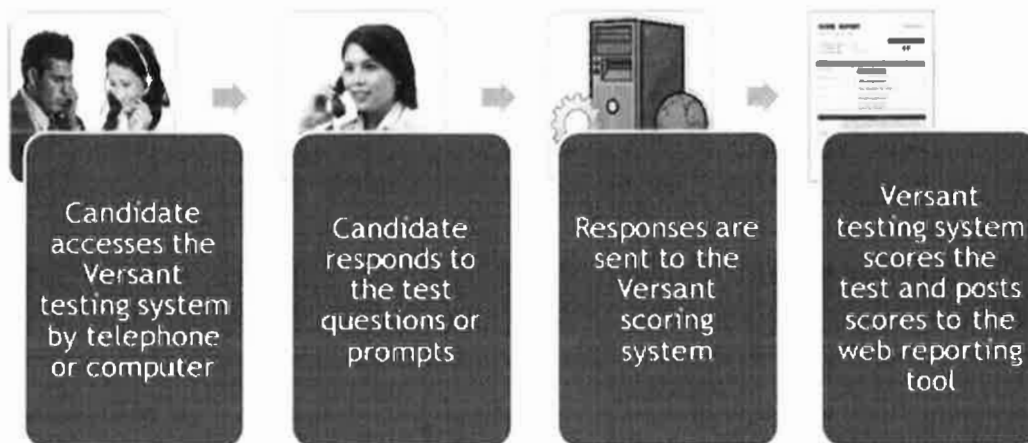 SCORE REPORT
Candidate
accesses the
Versant
testing system
by telephone
or computer
Candidate
responds to
the test
questions or
prompts
Responses are
sent to the
Versant
scoring
system
Versant
testing system
scores the
test and posts
scores to the
web reporting
tool